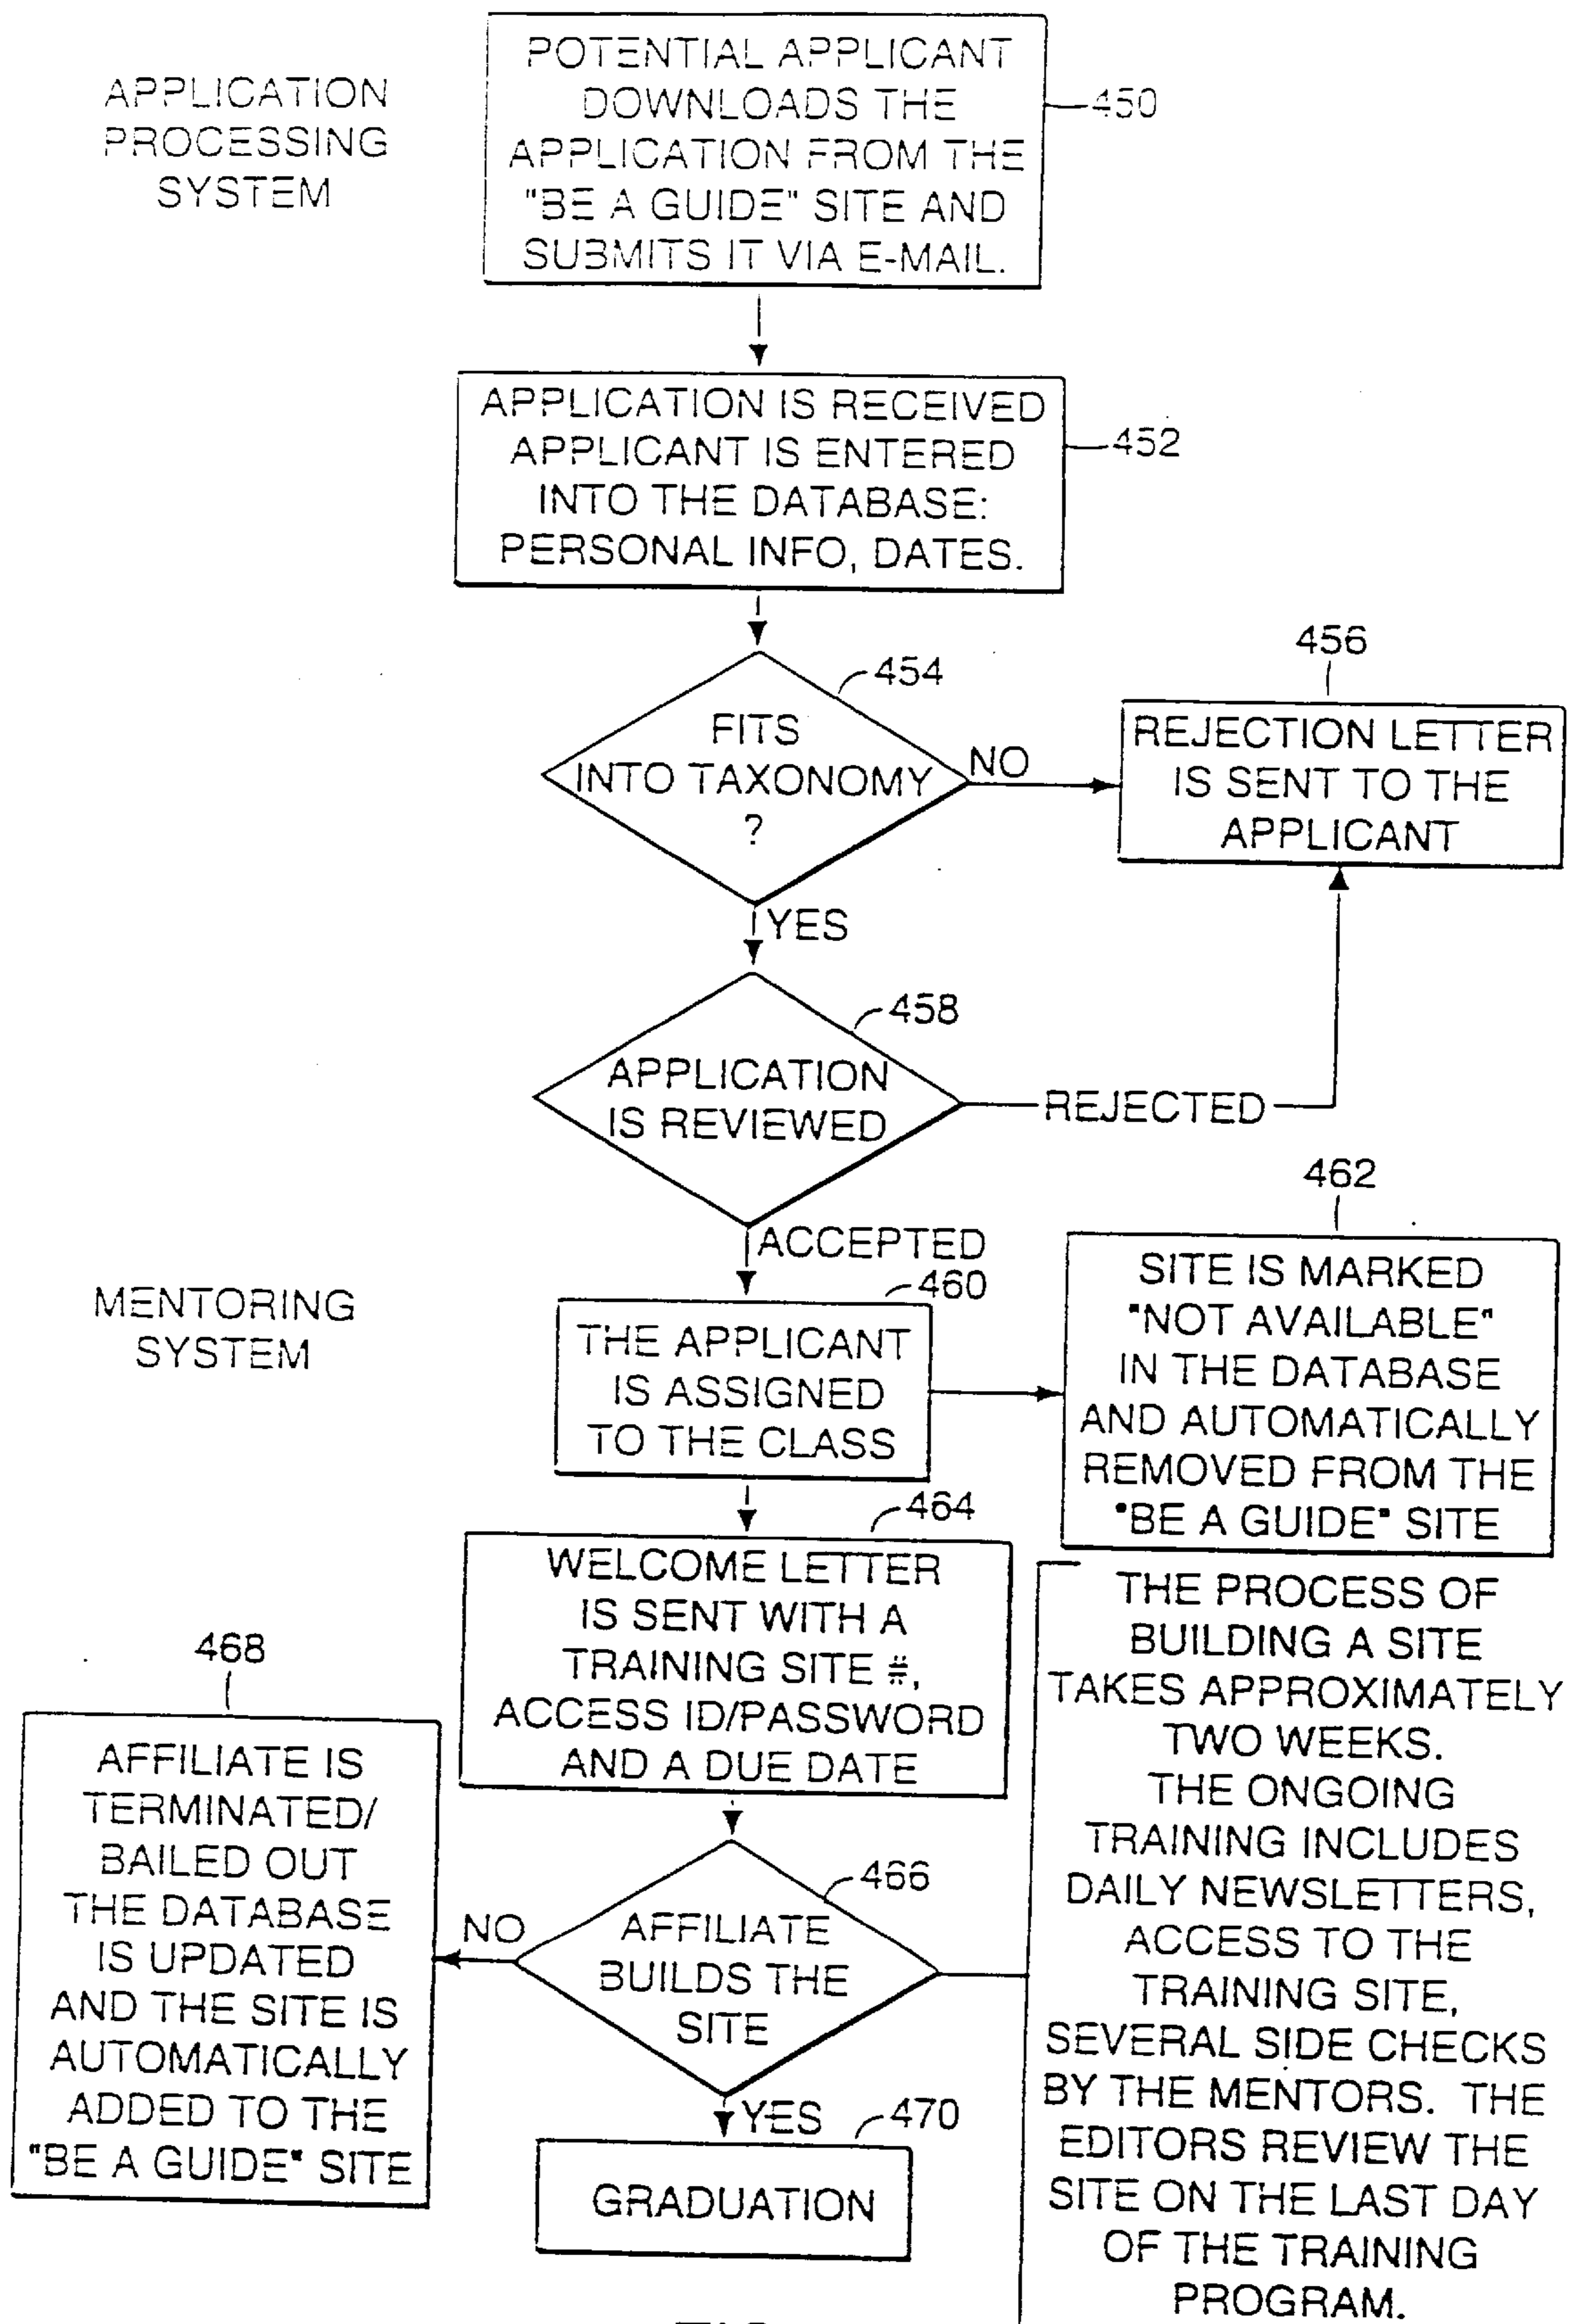 APPLICATION
PROCESSING
SYSTEM
POTENTIAL APPLICANT
DOWNLOADS THE
APPLICATION FROM THE
"BE A GUIDE" SITE AND
SUBMITS IT VIA E-MAIL.
450
APPLICATION IS RECEIVED
APPLICANT IS ENTERED
INTO THE DATABASE:
PERSONAL INFO, DATES.
452
454
FITS
INTO TAXONOMY
?
NO
456
REJECTION LETTER
IS SENT TO THE
APPLICANT
YES
458
APPLICATION
IS REVIEWED
REJECTED
ACCEPTED
MENTORING
SYSTEM
460
THE APPLICANT
IS ASSIGNED
TO THE CLASS
462
SITE IS MARKED
"NOT AVAILABLE"
IN THE DATABASE
AND AUTOMATICALLY
REMOVED FROM THE
"BE A GUIDE" SITE
464
WELCOME LETTER
IS SENT WITH A
TRAINING SITE #,
ACCESS ID/PASSWORD
AND A DUE DATE
466
AFFILIATE
BUILDS THE
SITE
NO
468
AFFILIATE IS
TERMINATED/
BAILED OUT
THE DATABASE
IS UPDATED
AND THE SITE IS
AUTOMATICALLY
ADDED TO THE
"BE A GUIDE" SITE
YES
470
GRADUATION
THE PROCESS OF
BUILDING A SITE
TAKES APPROXIMATELY
TWO WEEKS.
THE ONGOING
TRAINING INCLUDES
DAILY NEWSLETTERS,
ACCESS TO THE
TRAINING SITE,
SEVERAL SIDE CHECKS
BY THE MENTORS. THE
EDITORS REVIEW THE
SITE ON THE LAST DAY
OF THE TRAINING
PROGRAM.